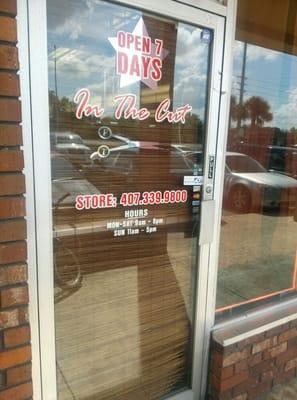 OPEN 7
DAYS
In The Cut
STORE: 407.339.9800
HOURS
MON-SAT 9am - 8pm
SUN 11am - 5pm